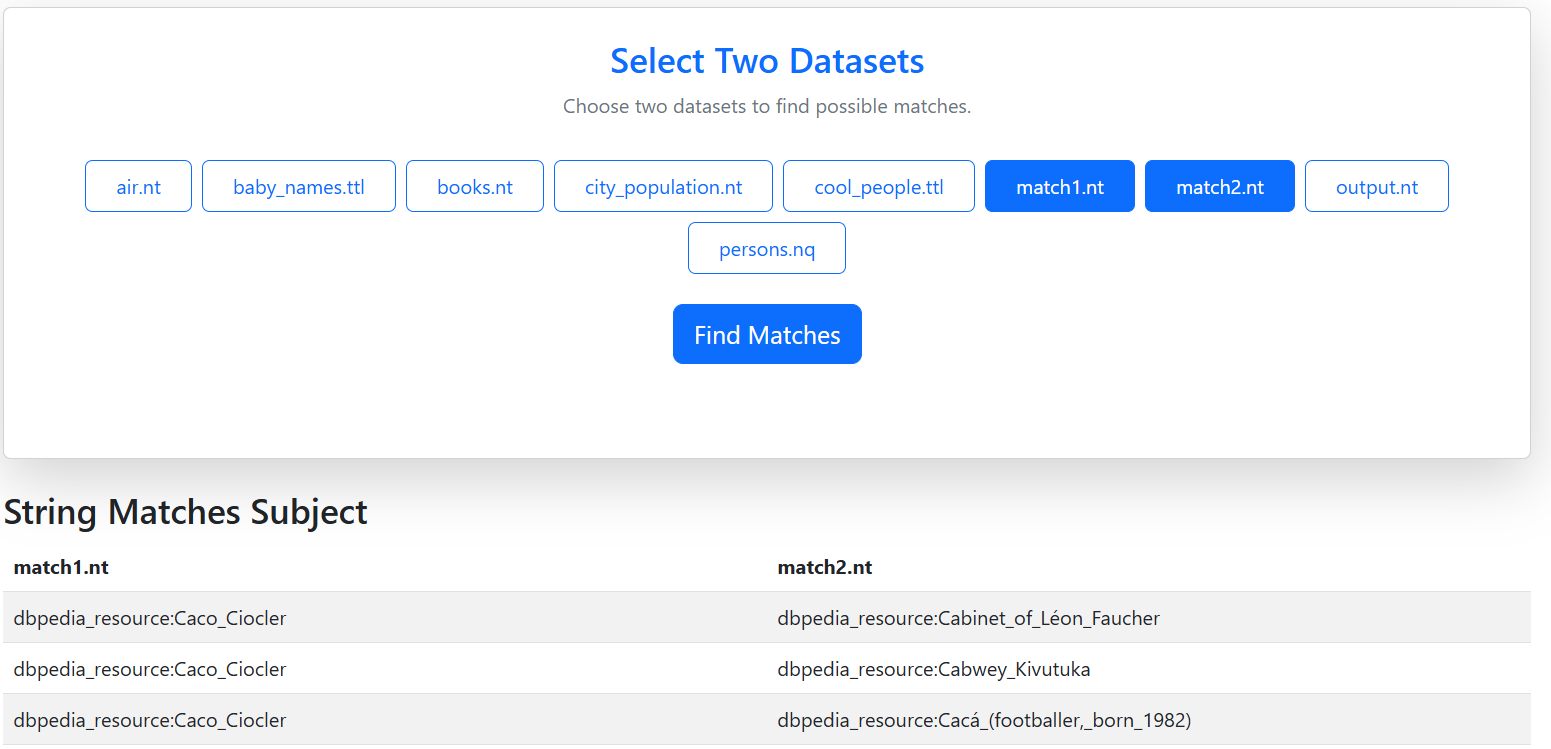 Select Two Datasets
Choose two datasets to find possible matches.
air.nt baby_names.ttl books.nt city_population.nt cool_people.ttl match1.nt match2.nt output.nt
persons.nq
Find Matches
String Matches Subject
match1.nt match2.nt
dbpedia_resource:Caco_Ciocler dbpedia_resource:Cabinet_of_Léon_Faucher
dbpedia_resource:Caco_Ciocler dbpedia_resource:Cabwey_Kivutuka
dbpedia_resource:Caco_Ciocler dbpedia_resource:Cacá_(footballer,_born_1982)